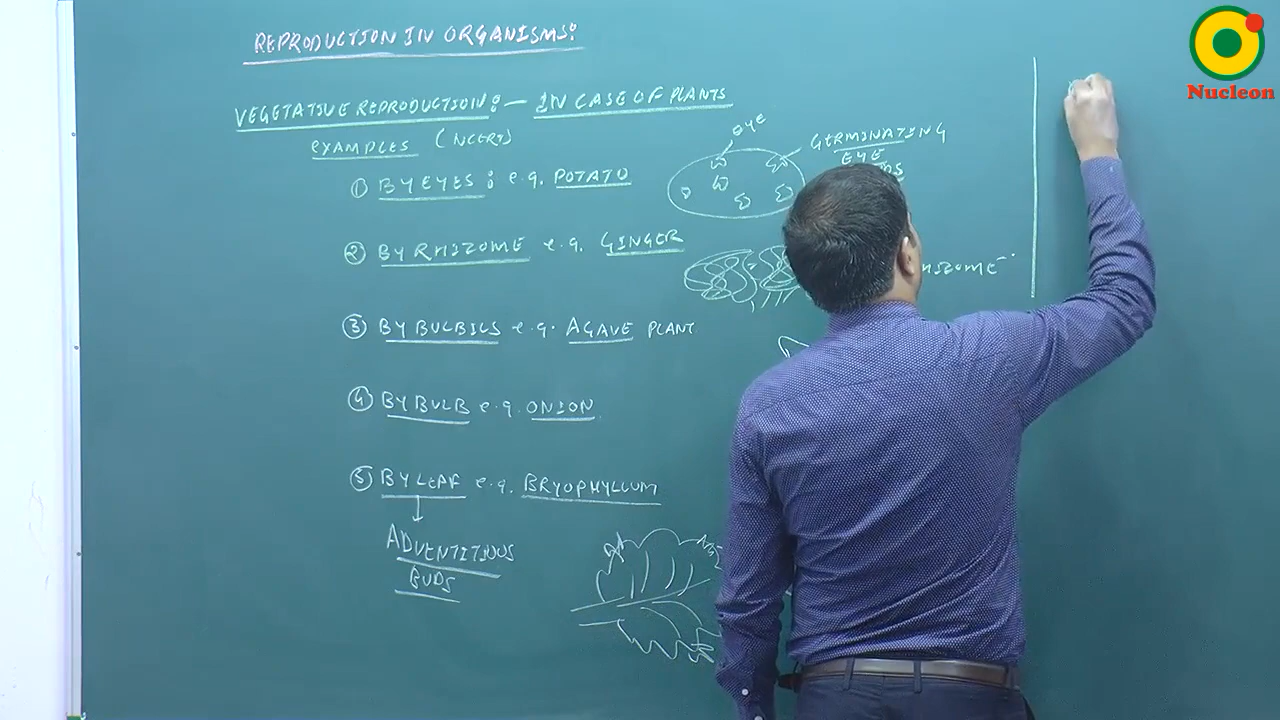 REPRODUCTION IN ORGANISMS:
VEGETATIVE REPRODUCTION:- IN CASE OF PLANTS
EXAMPLES (NCERT)
① BY EYES: e.g. POTATO
eye
GERMINATING
EYE
② BY RHIZOME e.g. GINGER
③ BY BULBILS e.g. AGAVE PLANT
④ BY BULB e.g. ONION
⑤ BY LEAF e.g. BRYOPHYLLUM
ADVENTITIOUS
BUDS
Nucleon